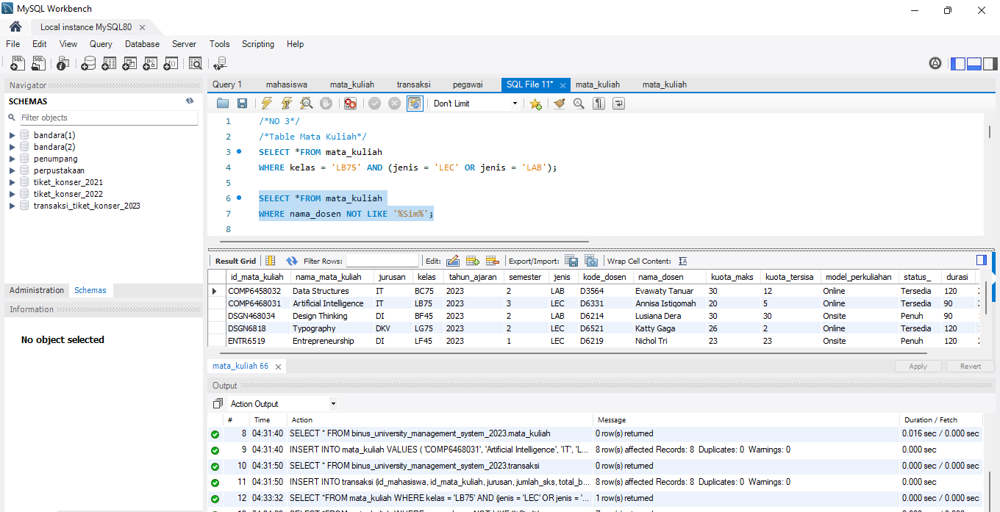 MySQL Workbench
Local instance MySQL80
File Edit View Query Database Server Tools Scripting Help
Navigator
SCHEMAS
Filter objects
bandara(1)
bandara(2)
penumpang
perpustakaan
tiket_konser_2021
tiket_konser_2022
transaksi_tiket_konser_2023
Administration Schemas
Information
No object selected
Query 1 mahasiswa mata_kuliah transaksi pegawai SQL File 11* mata_kuliah mata_kuliah
Don't Limit
1 /*NO 3*/
2 /*Table Mata Kuliah*/
3 SELECT *FROM mata_kuliah
4 WHERE kelas = 'LB75' AND (jenis = 'LEC' OR jenis = 'LAB');
5
6 SELECT *FROM mata_kuliah
7 WHERE nama_dosen NOT LIKE '%Sim%';
8
Result Grid Filter Rows: Edit: Export/Import: Wrap Cell Content:
id_mata_kuliah nama_mata_kuliah jurusan kelas tahun_ajaran semester jenis kode_dosen nama_dosen kuota_maks kuota_tersisa model_perkuliahan status_ durasi
COMP6458032 Data Structures IT BC75 2023 2 LAB D3564 Evawaty Tanuar 30 12 Online Tersedia 120
COMP6468031 Artificial Intelligence IT LB75 2023 3 LEC D6331 Annisa Istiqomah 20 5 Online Tersedia 90
DSGN468034 Design Thinking DI BF45 2023 2 LAB D6214 Lusiana Dera 30 30 Onsite Penuh 90
DSGN6818 Typography DKV LG75 2023 2 LEC D6521 Katty Gaga 26 2 Online Tersedia 120
ENTR6519 Entrepreneurship DI LF45 2023 1 LEC D6219 Nichol Tri 23 23 Onsite Penuh 120
mata_kuliah 66 Apply Revert
Output
Action Output
# Time Action Message Duration / Fetch
8 04:31:40 SELECT * FROM binus_university_management_system_2023.mata_kuliah 0 row(s) returned 0.016 sec / 0.000 sec
9 04:31:40 INSERT INTO mata_kuliah VALUES ( 'COMP6468031', 'Artificial Intelligence', 'IT', 'L... 8 row(s) affected Records: 8 Duplicates: 0 Warnings: 0 0.000 sec
10 04:31:50 SELECT * FROM binus_university_management_system_2023.transaksi 0 row(s) returned 0.000 sec / 0.000 sec
11 04:31:50 INSERT INTO transaksi (id_mahasiswa, id_mata_kuliah, jurusan, jumlah_sks, total_b... 8 row(s) affected Records: 8 Duplicates: 0 Warnings: 0 0.000 sec
12 04:33:32 SELECT *FROM mata_kuliah WHERE kelas = 'LB75' AND (jenis = 'LEC' OR jenis = '... 1 row(s) returned 0.000 sec / 0.000 sec